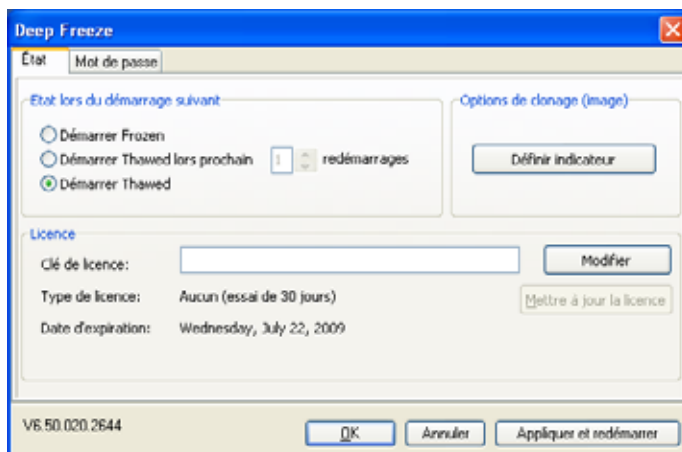 Deep Freeze
État
Mot de passe
Etat lors du démarrage suivant
Démarrer Frozen
Démarrer Thawed lors prochain 1 redémarrages
Démarrer Thawed
Options de clonage (image)
Définir indicateur
Licence
Clé de licence:
Modifier
Type de licence: Aucun (essai de 30 jours)
Mettre à jour la licence
Date d'expiration: Wednesday, July 22, 2009
V6.50.020.2644
OK
Annuler
Appliquer et redémarrer